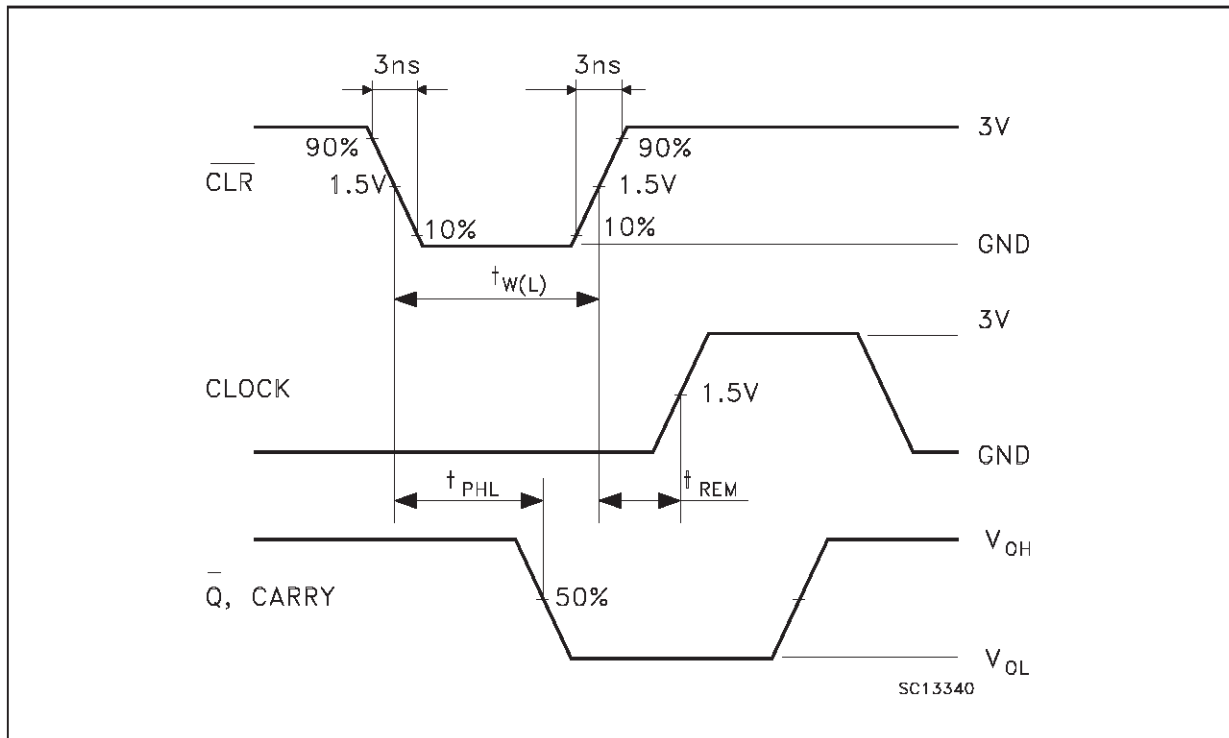 3ns 3ns
3V
90% 90%
C̅L̅R̅ 1.5V 1.5V
10% 10%
GND
tW(L)
3V
CLOCK 1.5V
GND
tPHL tREM
VOH
Q̅, CARRY 50%
VOL
SC13340